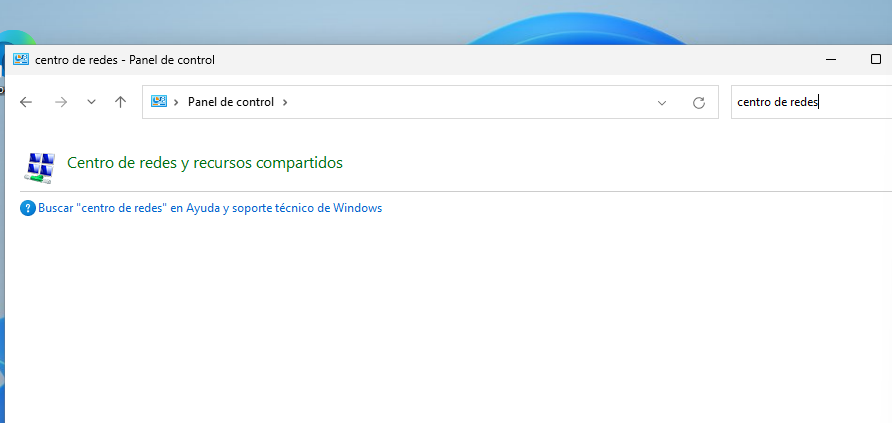 centro de redes - Panel de control
Panel de control
centro de redes
Centro de redes y recursos compartidos
Buscar "centro de redes" en Ayuda y soporte técnico de Windows